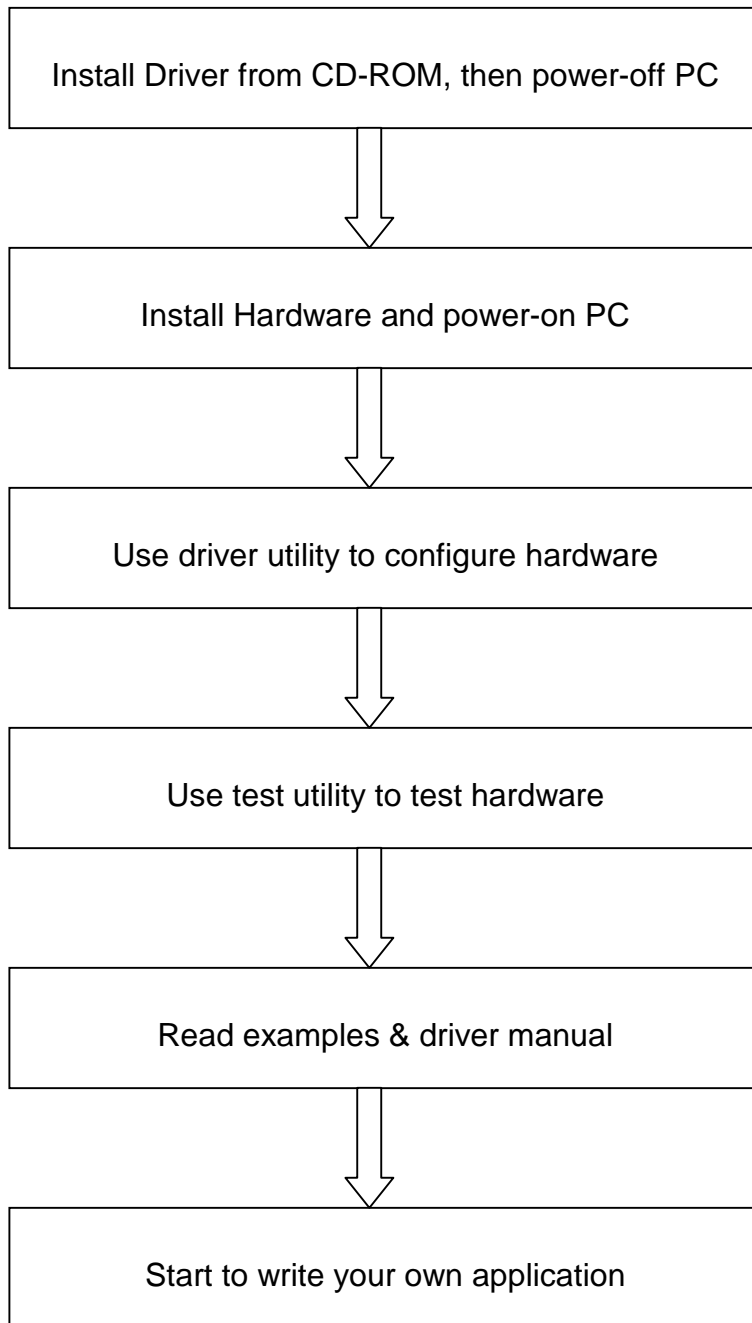 Install Driver from CD-ROM, then power-off PC
Install Hardware and power-on PC
Use driver utility to configure hardware
Use test utility to test hardware
Read examples & driver manual
Start to write your own application